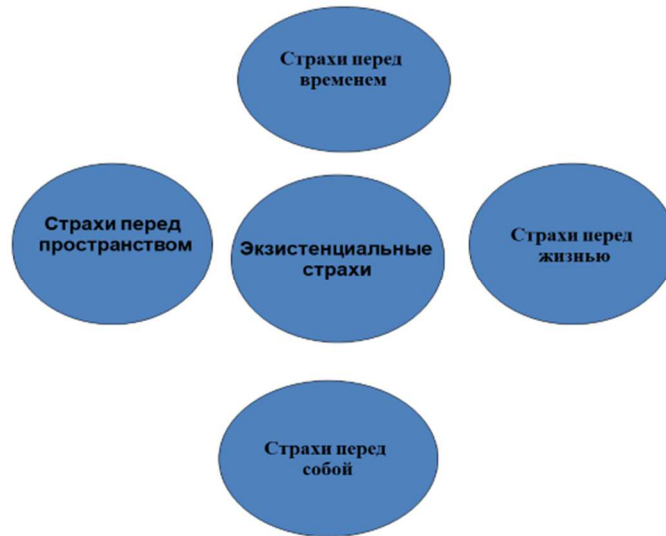 Страхи перед
временем
Страхи перед
пространством
Экзистенциальные
страхи
Страхи перед
жизнью
Страхи перед
собой